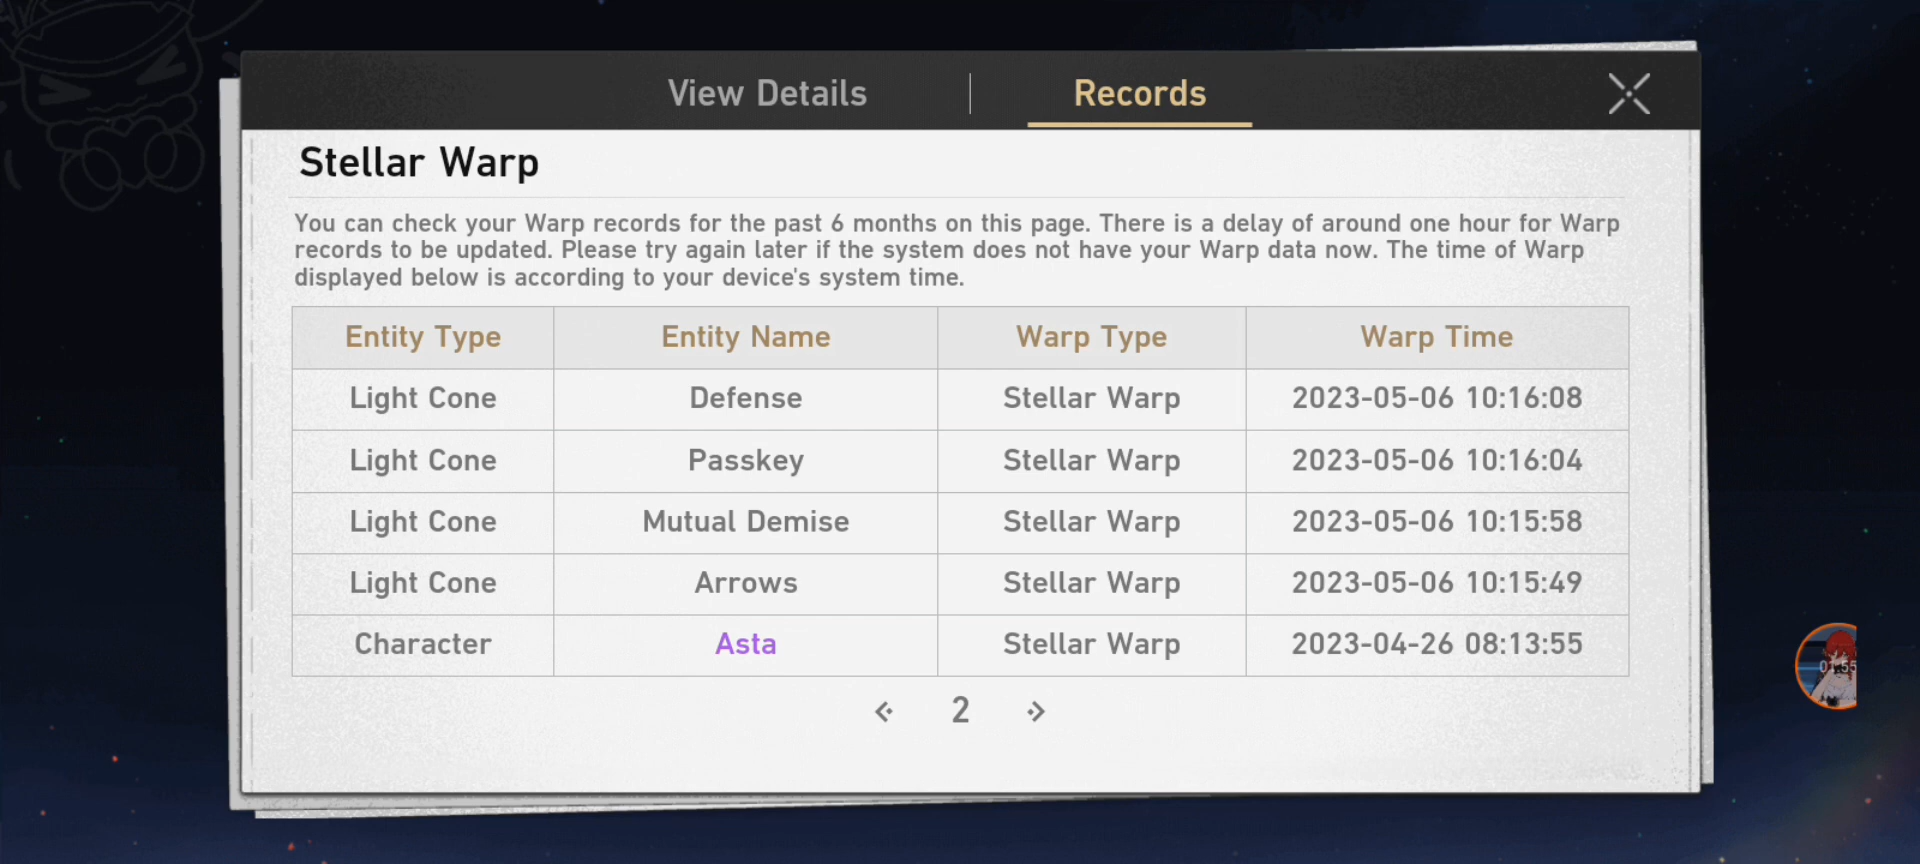 View Details
Records
Stellar Warp
You can check your Warp records for the past 6 months on this page. There is a delay of around one hour for Warp
records to be updated. Please try again later if the system does not have your Warp data now. The time of Warp
displayed below is according to your device's system time.
Entity Type Entity Name Warp Type Warp Time
Light Cone Defense Stellar Warp 2023-05-06 10:16:08
Light Cone Passkey Stellar Warp 2023-05-06 10:16:04
Light Cone Mutual Demise Stellar Warp 2023-05-06 10:15:58
Light Cone Arrows Stellar Warp 2023-05-06 10:15:49
Character Asta Stellar Warp 2023-04-26 08:13:55
01:55
2